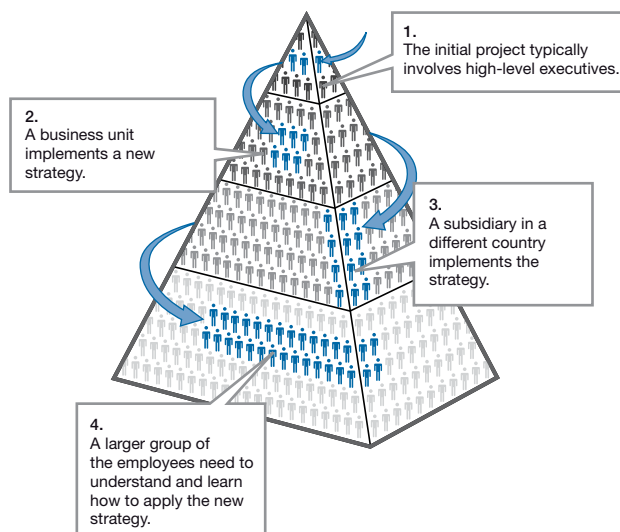 1.
The initial project typically
involves high-level executives.
2.
A business unit
implements a new
strategy.
3.
A subsidiary in a
different country
implements the
strategy.
4.
A larger group of
the employees need to
understand and learn
how to apply the new
strategy.